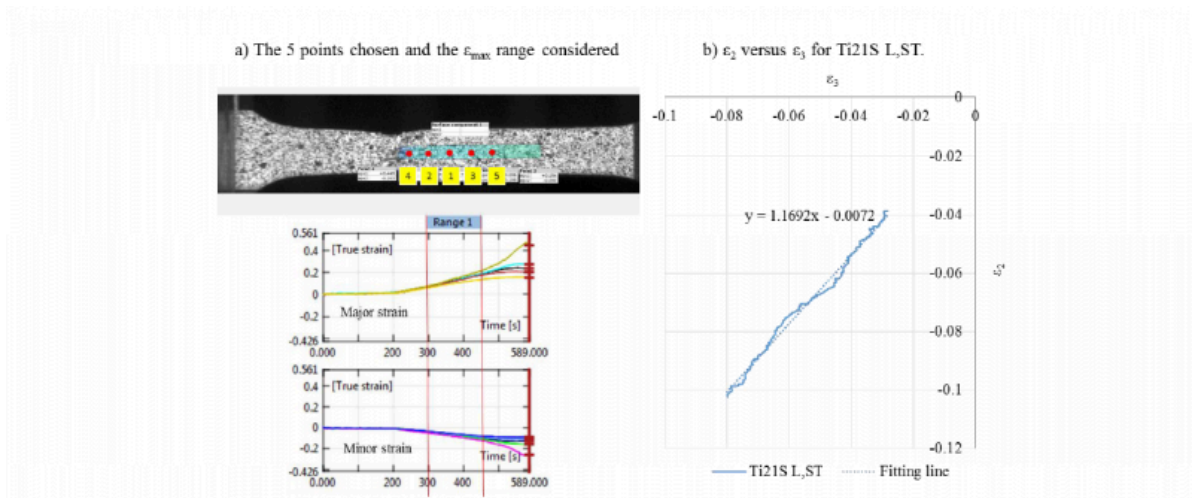 a) The 5 points chosen and the εmax range considered
4 2 1 3 5
Range 1
0.561
[True strain]
0.4
0.2
0
-0.2
Major strain
Time [s]
-0.426
0.000 200 300 400 589.000
0.561
[True strain]
0.4
0.2
0
-0.2
Minor strain
Time [s]
-0.426
0.000 200 300 400 589.000
b) ε2 versus ε3 for Ti21S L,ST.
ε3
-0.1 -0.08 -0.06 -0.04 -0.02 0
0
-0.02
-0.04
y = 1.1692x - 0.0072
-0.06
ε2
-0.08
-0.1
-0.12
Ti21S L,ST
Fitting line